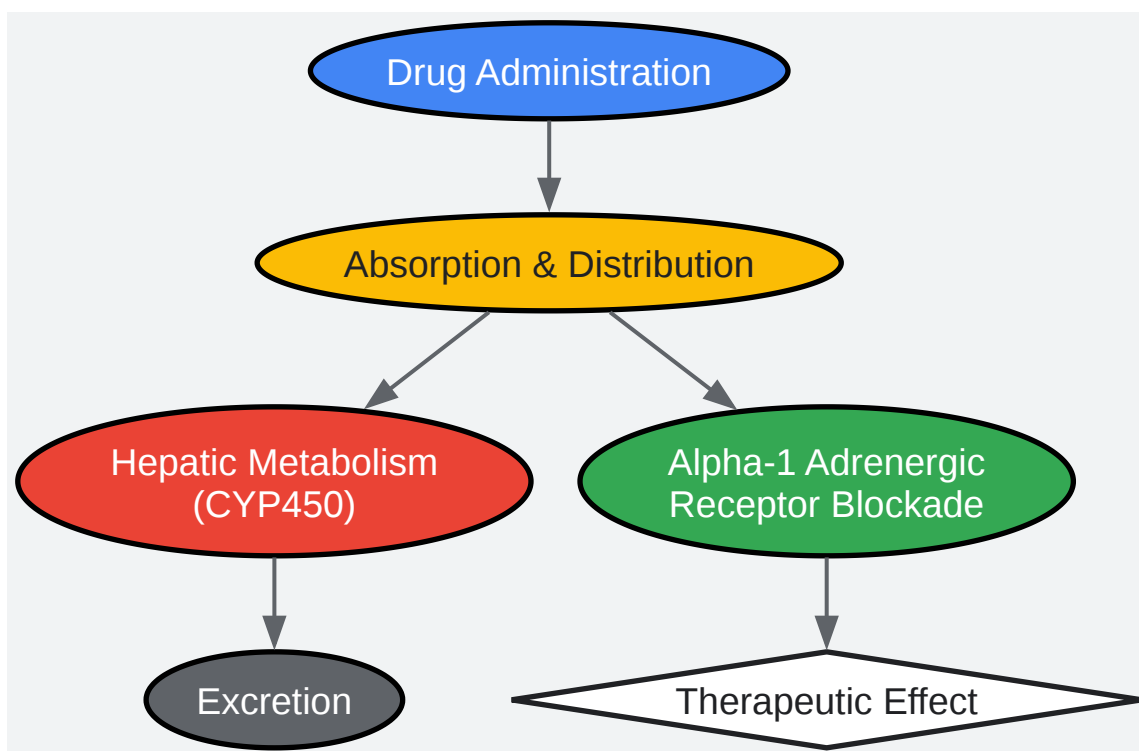 Drug Administration
Absorption & Distribution
Hepatic Metabolism
(CYP450)
Alpha-1 Adrenergic
Receptor Blockade
Excretion
Therapeutic Effect